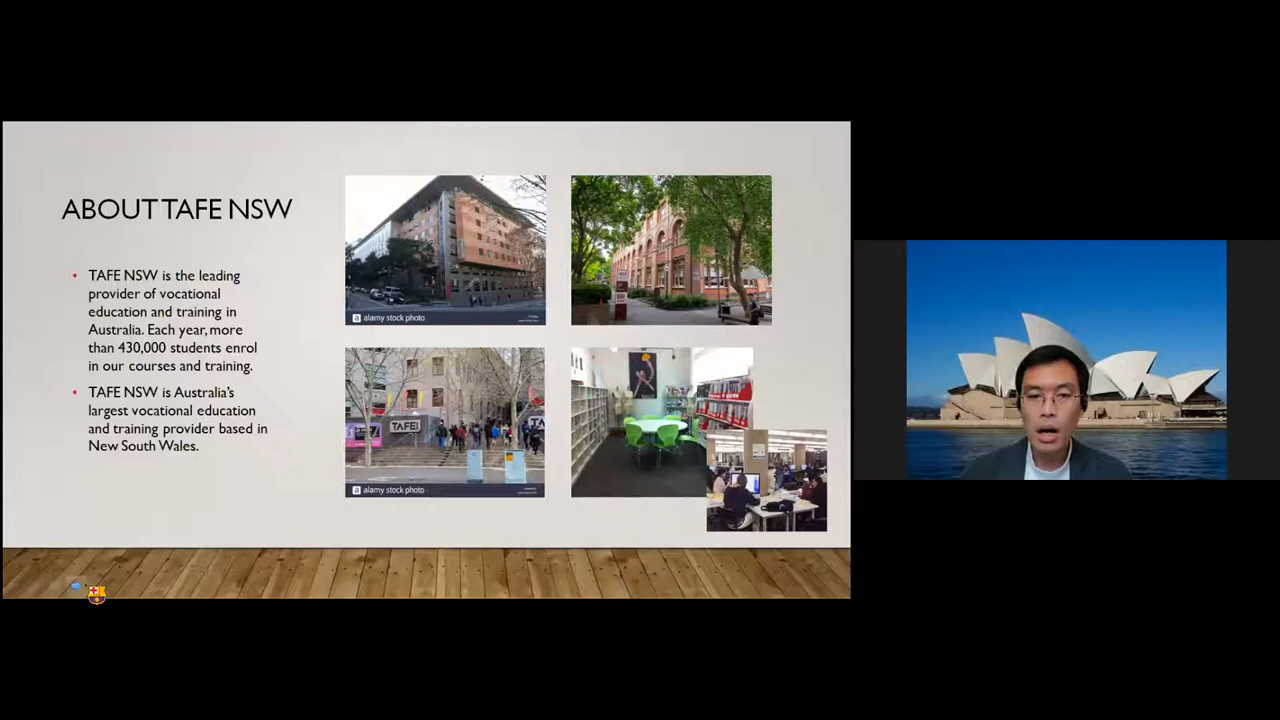 ABOUT TAFE NSW
• TAFE NSW is the leading
provider of vocational
education and training in
Australia. Each year, more
than 430,000 students enrol
in our courses and training.
• TAFE NSW is Australia's
largest vocational education
and training provider based in
New South Wales.
a alamy stock photo
TAFE
a alamy stock photo